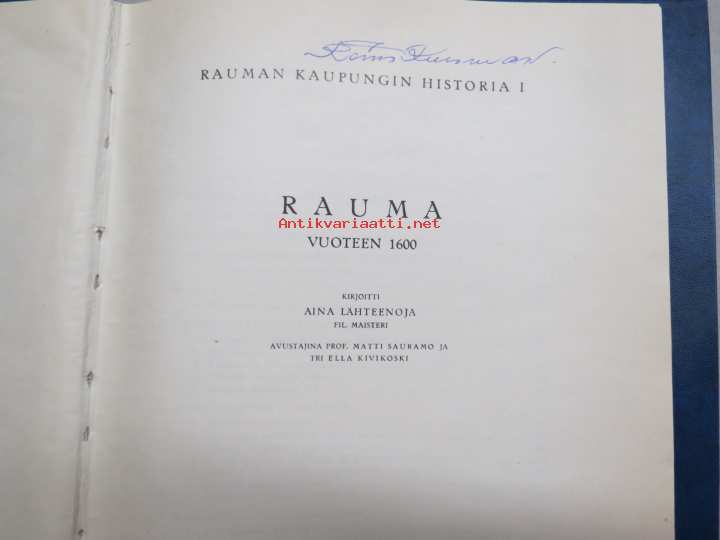 RAUMAN KAUPUNGIN HISTORIA I
RAUMA
Antikvariaatti.net
VUOTEEN 1600
KIRJOITTI
AINA LÄHTEENOJA
FIL. MAISTERI
AVUSTAJINA PROF. MATTI SAURAMO JA
TRI ELLA KIVIKOSKI